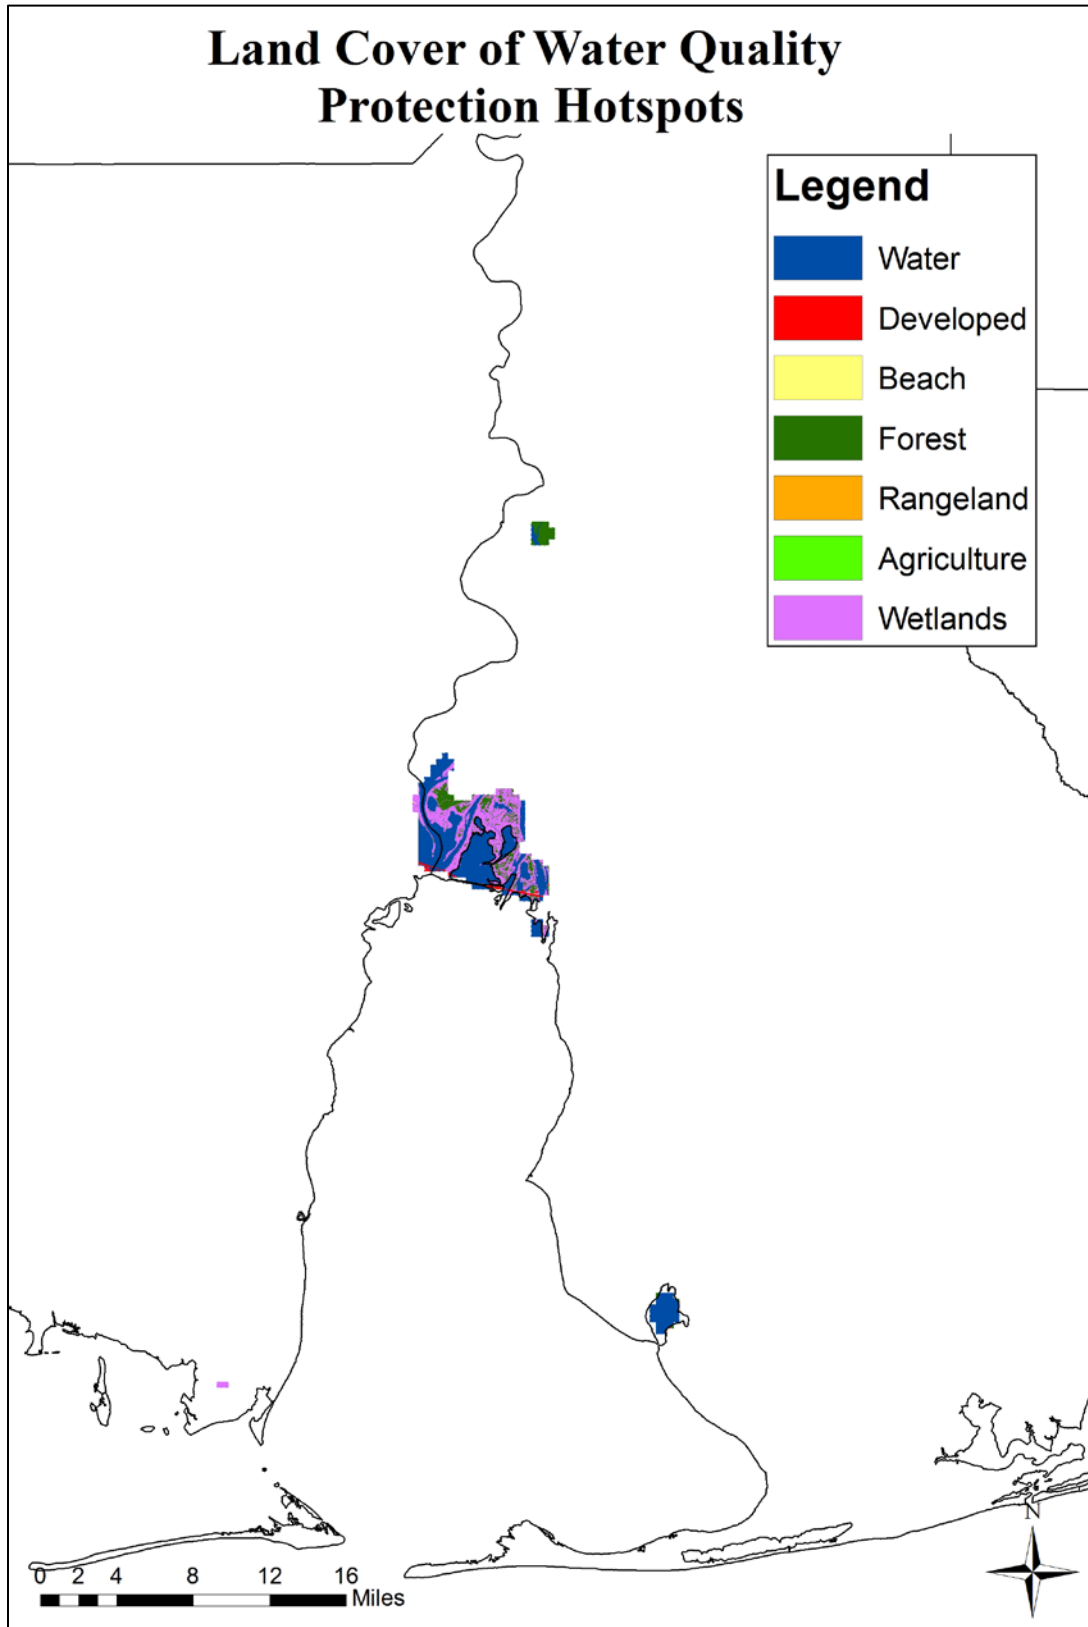 Land Cover of Water Quality
Protection Hotspots
Legend
Water
Developed
Beach
Forest
Rangeland
Agriculture
Wetlands
N
0 2 4 8 12 16
Miles